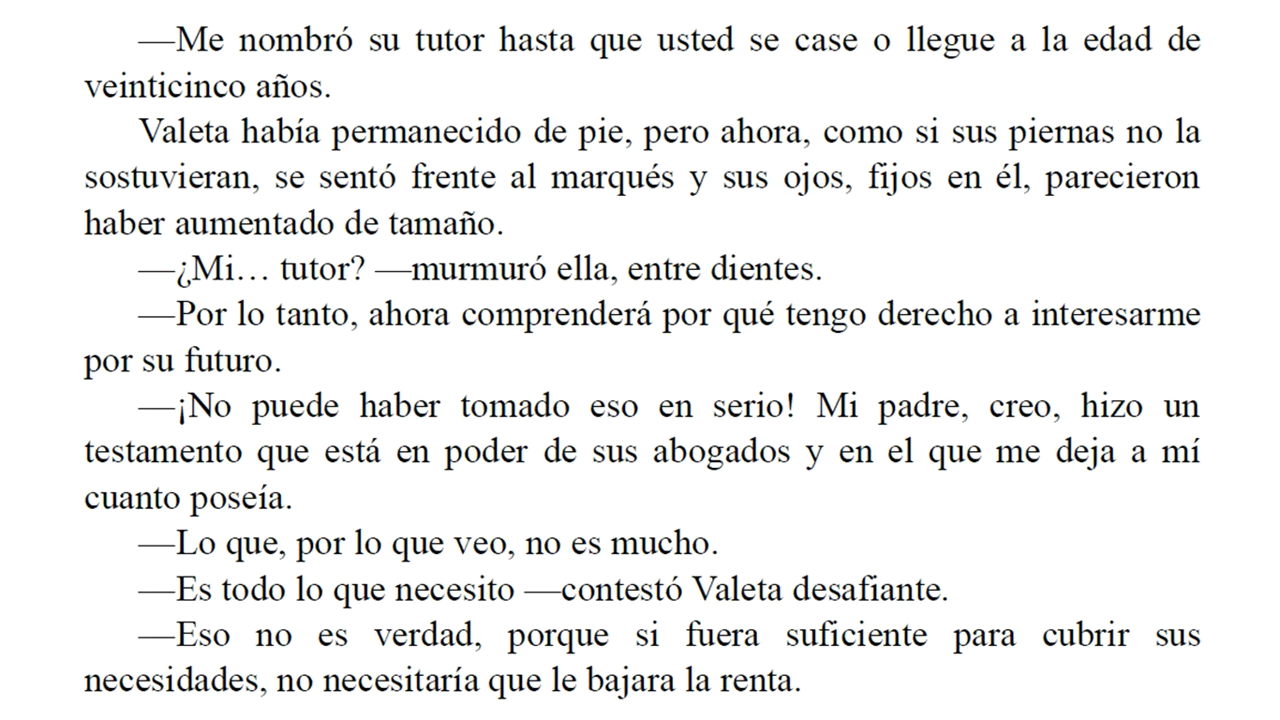 —Me nombró su tutor hasta que usted se case o llegue a la edad de
veinticinco años.
Valeta había permanecido de pie, pero ahora, como si sus piernas no la
sostuvieran, se sentó frente al marqués y sus ojos, fijos en él, parecieron
haber aumentado de tamaño.
—¿Mi… tutor? —murmuró ella, entre dientes.
—Por lo tanto, ahora comprenderá por qué tengo derecho a interesarme
por su futuro.
—¡No puede haber tomado eso en serio! Mi padre, creo, hizo un
testamento que está en poder de sus abogados y en el que me deja a mí
cuanto poseía.
—Lo que, por lo que veo, no es mucho.
—Es todo lo que necesito —contestó Valeta desafiante.
—Eso no es verdad, porque si fuera suficiente para cubrir sus
necesidades, no necesitaría que le bajara la renta.